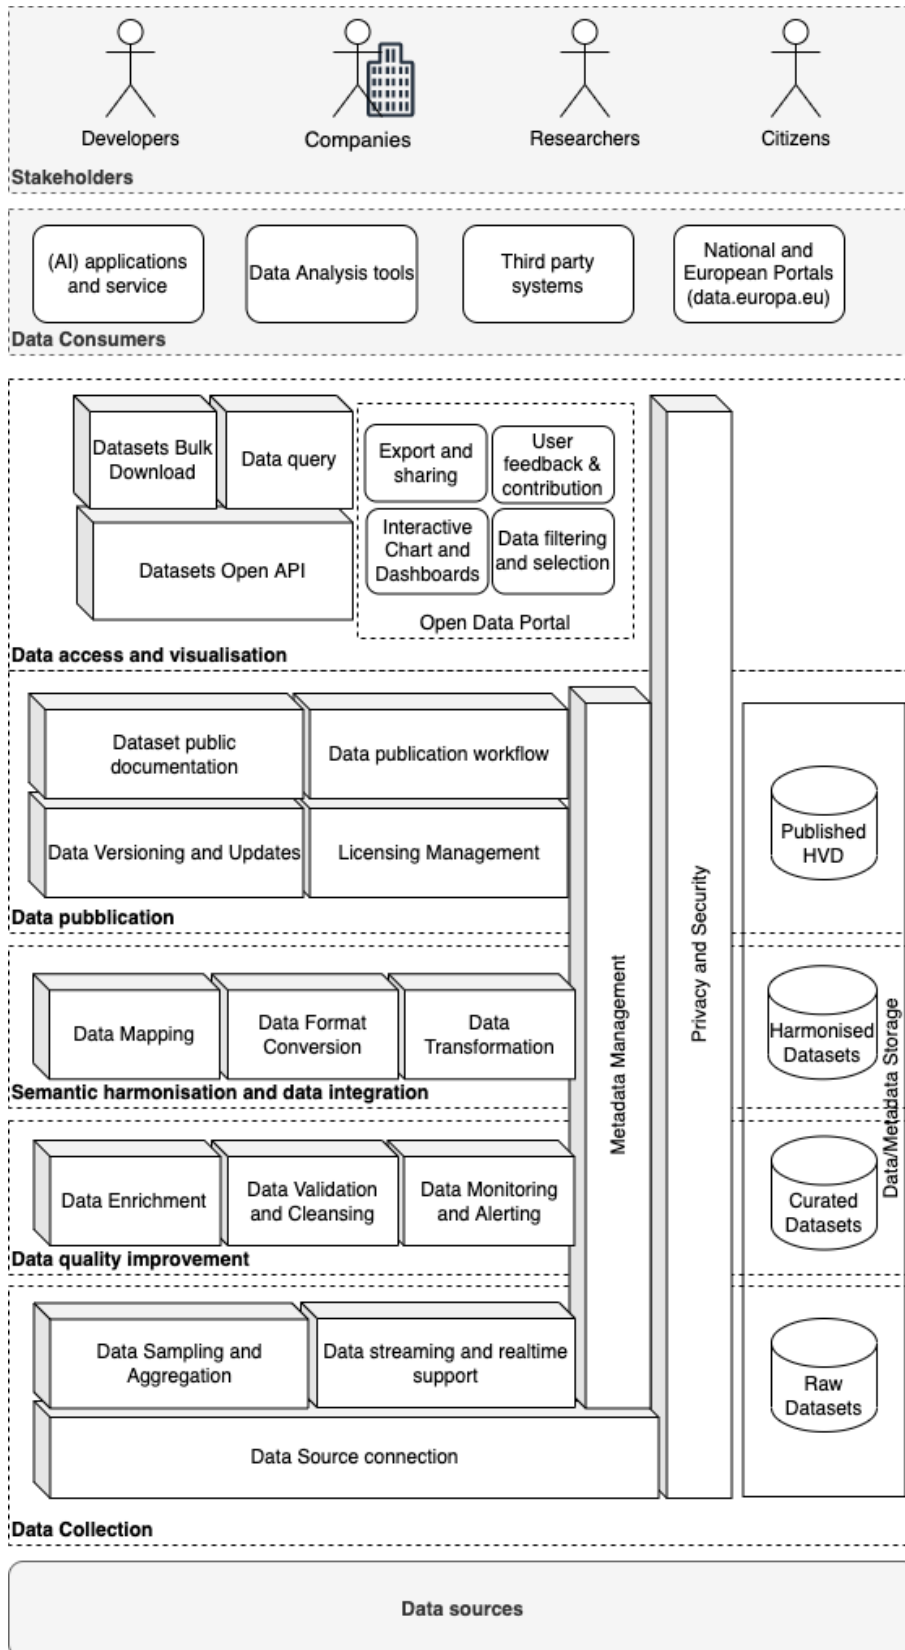 Developers
Companies
Researchers
Citizens
Stakeholders
(AI) applications
and service
Data Analysis tools
Third party
systems
National and
European Portals
(data.europa.eu)
Data Consumers
Datasets Bulk
Download
Data query
Datasets Open API
Export and
sharing
User
feedback &
contribution
Interactive
Chart and
Dashboards
Data filtering
and selection
Open Data Portal
Data access and visualisation
Dataset public
documentation
Data publication workflow
Data Versioning and Updates
Licensing Management
Data pubblication
Data Mapping
Data Format
Conversion
Data
Transformation
Semantic harmonisation and data integration
Data Enrichment
Data Validation
and Cleansing
Data Monitoring
and Alerting
Data quality improvement
Data Sampling and
Aggregation
Data streaming and realtime
support
Data Source connection
Data Collection
Metadada Management
Privacy and Security
Published
HVD
Harmonised
Datasets
Curated
Datasets
Raw
Datasets
Data/Metadata Storage
Data sources